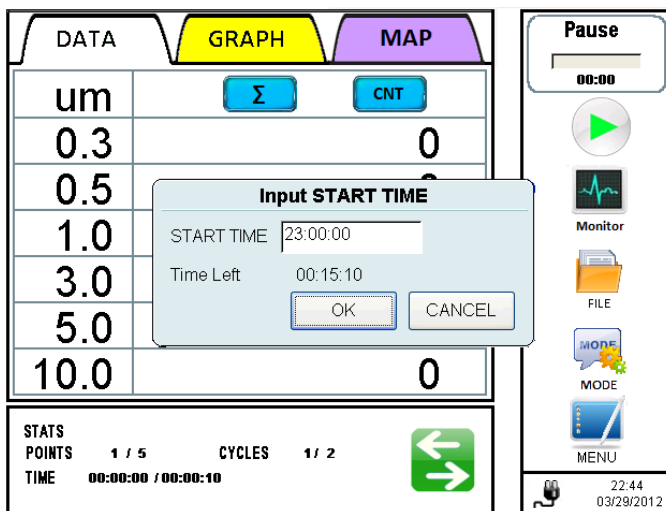 DATA
GRAPH
MAP
um
Σ
CNT
0.3
0
0.5
1.0
3.0
5.0
10.0
0
Input START TIME
START TIME 23:00:00
Time Left 00:15:10
OK
CANCEL
STATS
POINTS 1 / 5 CYCLES 1/ 2
TIME 00:00:00 / 00:00:10
Pause
00:00
Monitor
FILE
MODE
MODE
MENU
22:44
03/29/2012